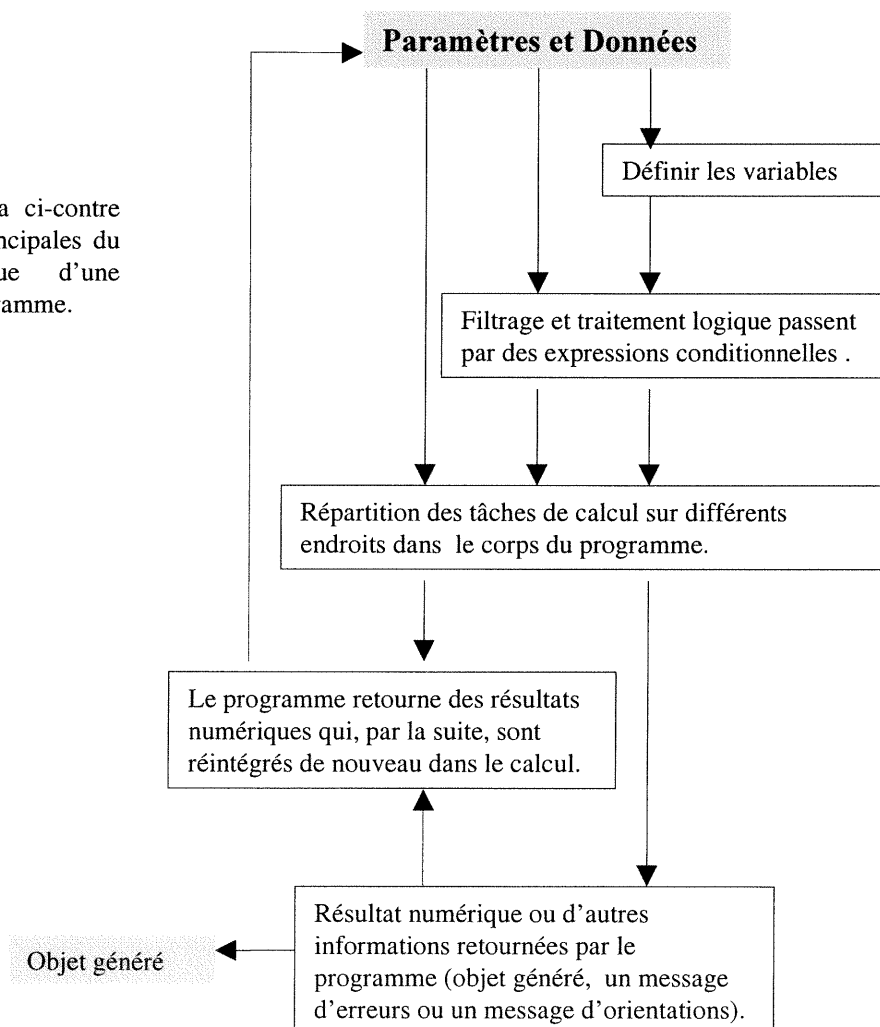 Paramètres et Données
Définir les variables
a ci-contre
ncipales du
ue d'une
ramme.
Filtrage et traitement logique passent
par des expressions conditionnelles .
Répartition des tâches de calcul sur différents
endroits dans le corps du programme.
Le programme retourne des résultats
numériques qui, par la suite, sont
réintégrés de nouveau dans le calcul.
Résultat numérique ou d'autres
informations retournées par le
programme (objet généré, un message
d'erreurs ou un message d'orientations).
Objet généré